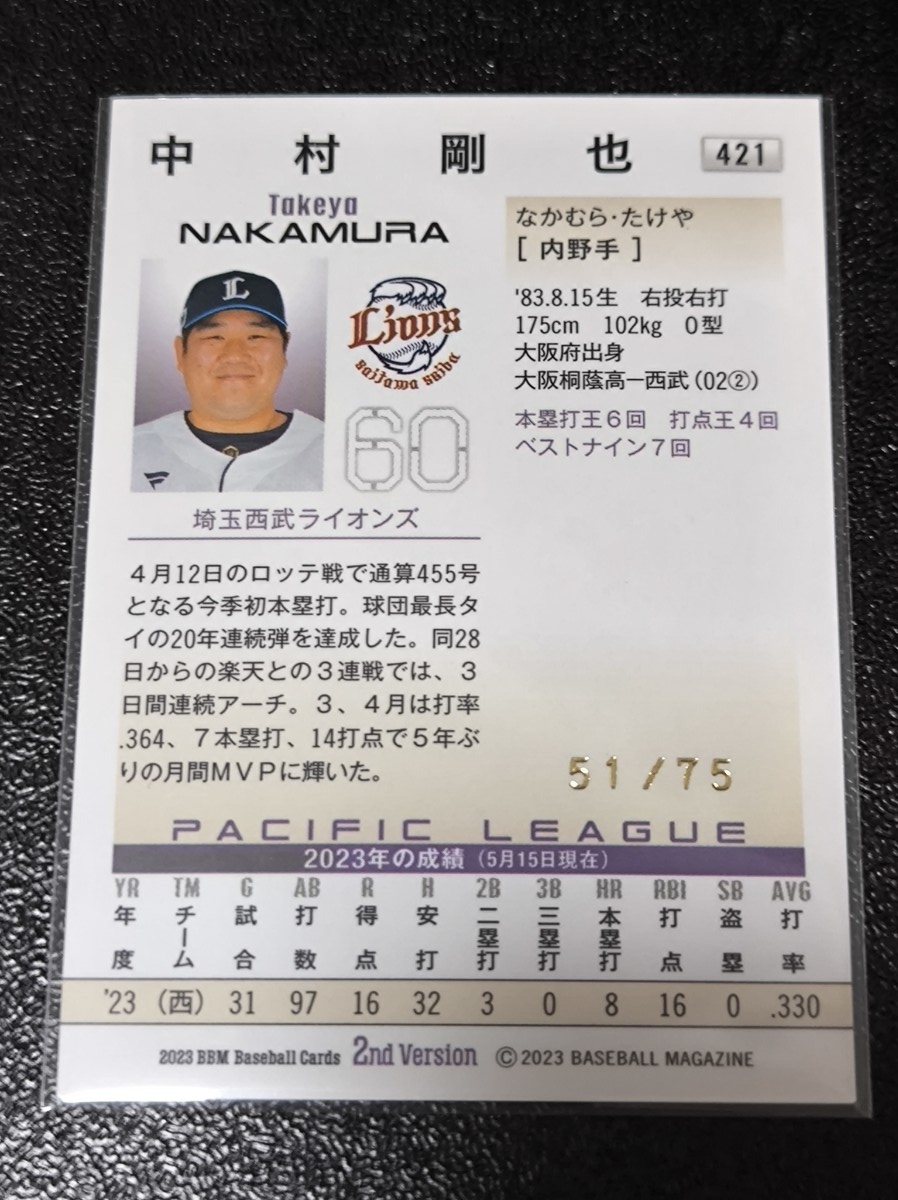 中村剛也
421
Takeya
NAKAMURA
なかむら・たけや
[ 内野手 ]
'83.8.15生 右投右打
175cm 102kg O型
大阪府出身
大阪桐蔭高ー西武(02②)
本塁打王6回 打点王4回
ベストナイン7回
L
Lions
saitama seibu
60
埼玉西武ライオンズ
4月12日のロッテ戦で通算455号
となる今季初本塁打。球団最長タ
イの20年連続弾を達成した。同28
日からの楽天との3連戦では、3
日間連続アーチ。3、4月は打率
.364、7本塁打、14打点で5年ぶ
りの月間MVPに輝いた。
51/75
PACIFIC LEAGUE
2023年の成績(5月15日現在)
YR TM G AB R H 2B 3B HR RBI SB AVG
年度 チーム 試合 打数 得点 安打 二塁打 三塁打 本塁打 打点 盗塁 打率
'23 (西) 31 97 16 32 3 0 8 16 0 .330
2023 BBM Baseball Cards 2nd Version ©2023 BASEBALL MAGAZINE